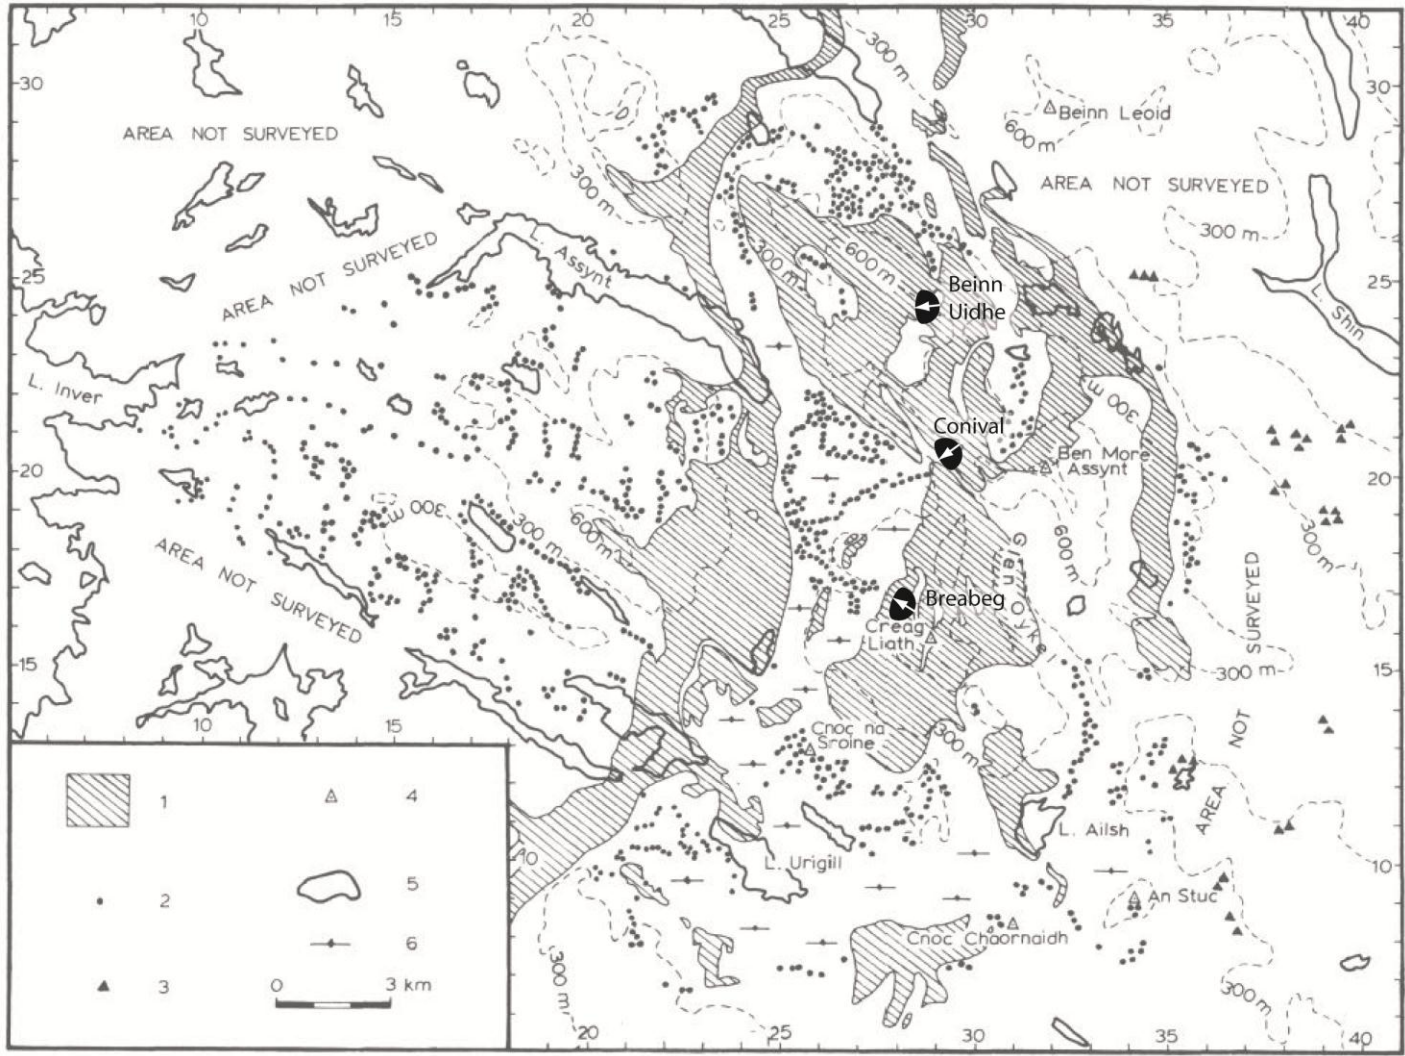 10
20
25
30
35
40
30
300 m
30
Beinn Leoid
600 m
AREA NOT SURVEYED
AREA NOT SURVEYED
300 m
300 m
AREA NOT SURVEYED
L. Assynt
300 m
600 m
25
25
Beinn
Uidhe
L. Shin
L. Inver
300 m
Conival
Ben More
Assynt
20
20
300 m
300 m
600 m
Glen Oykel
600 m
300 m
AREA NOT SURVEYED
Breabeg
Creag
Liath
15
15
300 m
AREA NOT SURVEYED
10
15
Cnoc na
Sroine
300 m
1
4
L. Ailsh
10
L. Urigill
10
2
5
An Stuc
Cnoc Chaornaidh
6
3
0 3 km
300 m
300 m
20
25
30
35
40